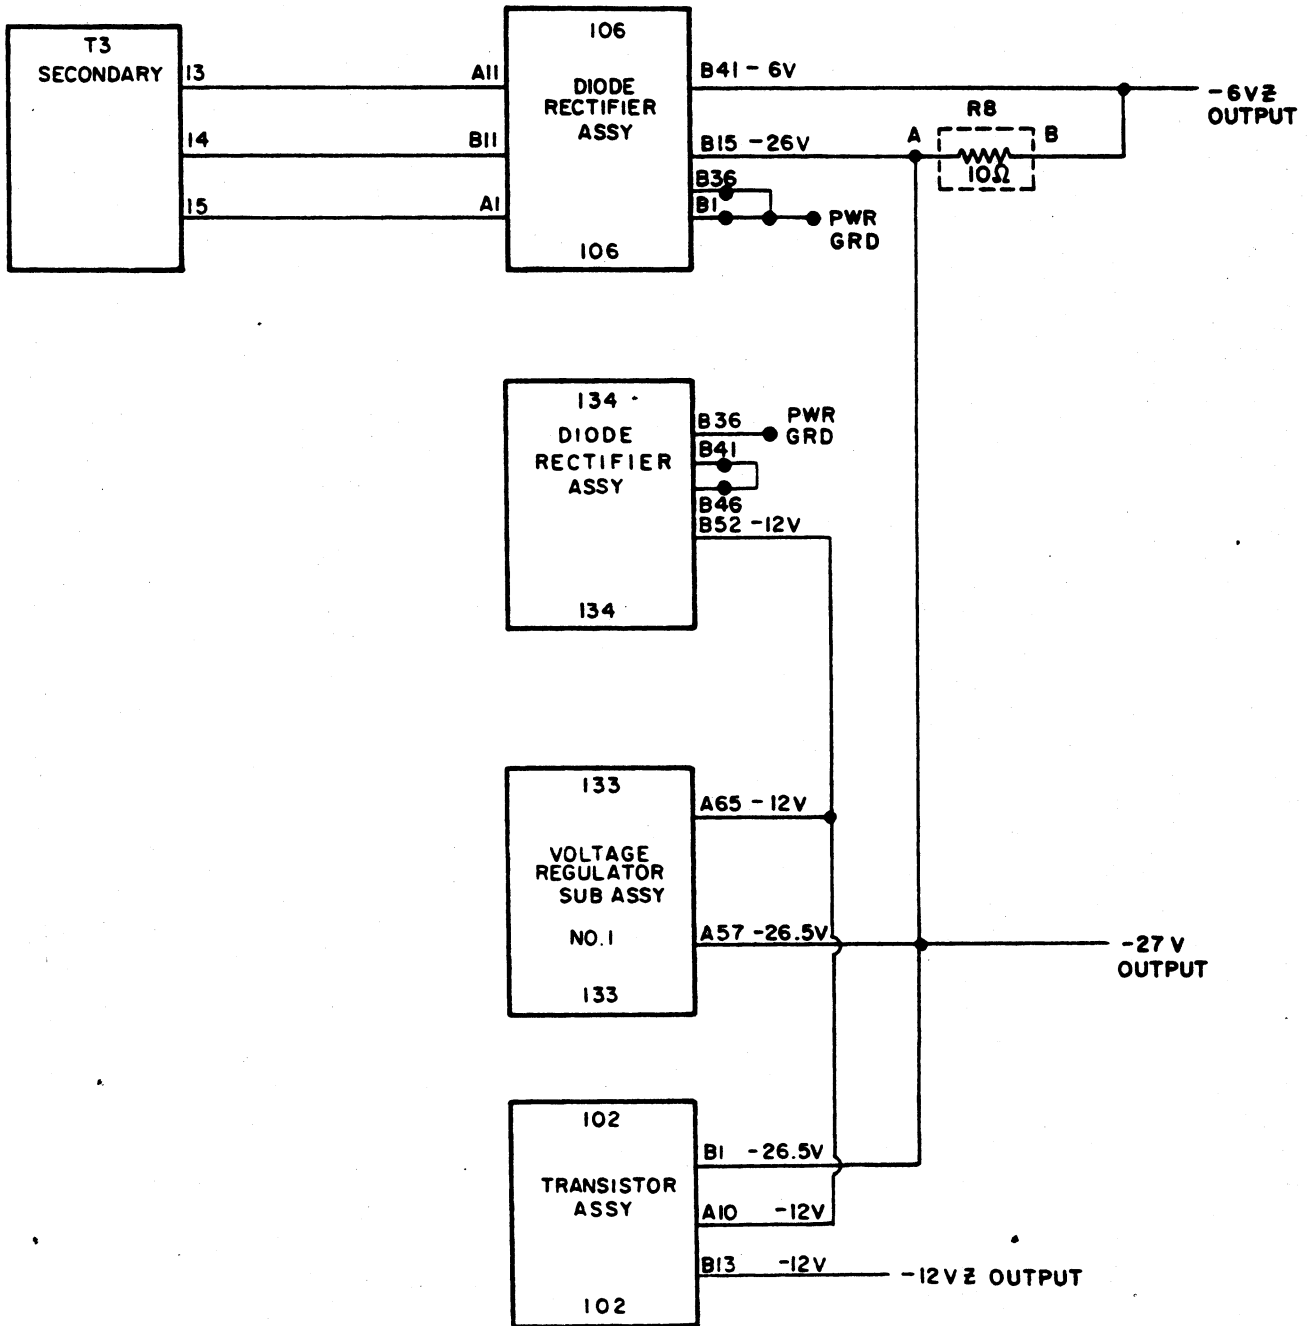 T3
SECONDARY
13
14
15
A11
B11
A1
106
DIODE
RECTIFIER
ASSY
106
B41 - 6V
B15 -26V
B36
B1
PWR
GRD
R8
A
B
10Ω
-6VZ
OUTPUT
134
DIODE
RECTIFIER
ASSY
134
B36
PWR
GRD
B41
B46
B52 -12V
133
VOLTAGE
REGULATOR
SUB ASSY
NO.1
133
A65 -12V
A57 -26.5V
-27V
OUTPUT
102
TRANSISTOR
ASSY
102
B1 -26.5V
A10 -12V
B13 -12V
-12VZ OUTPUT